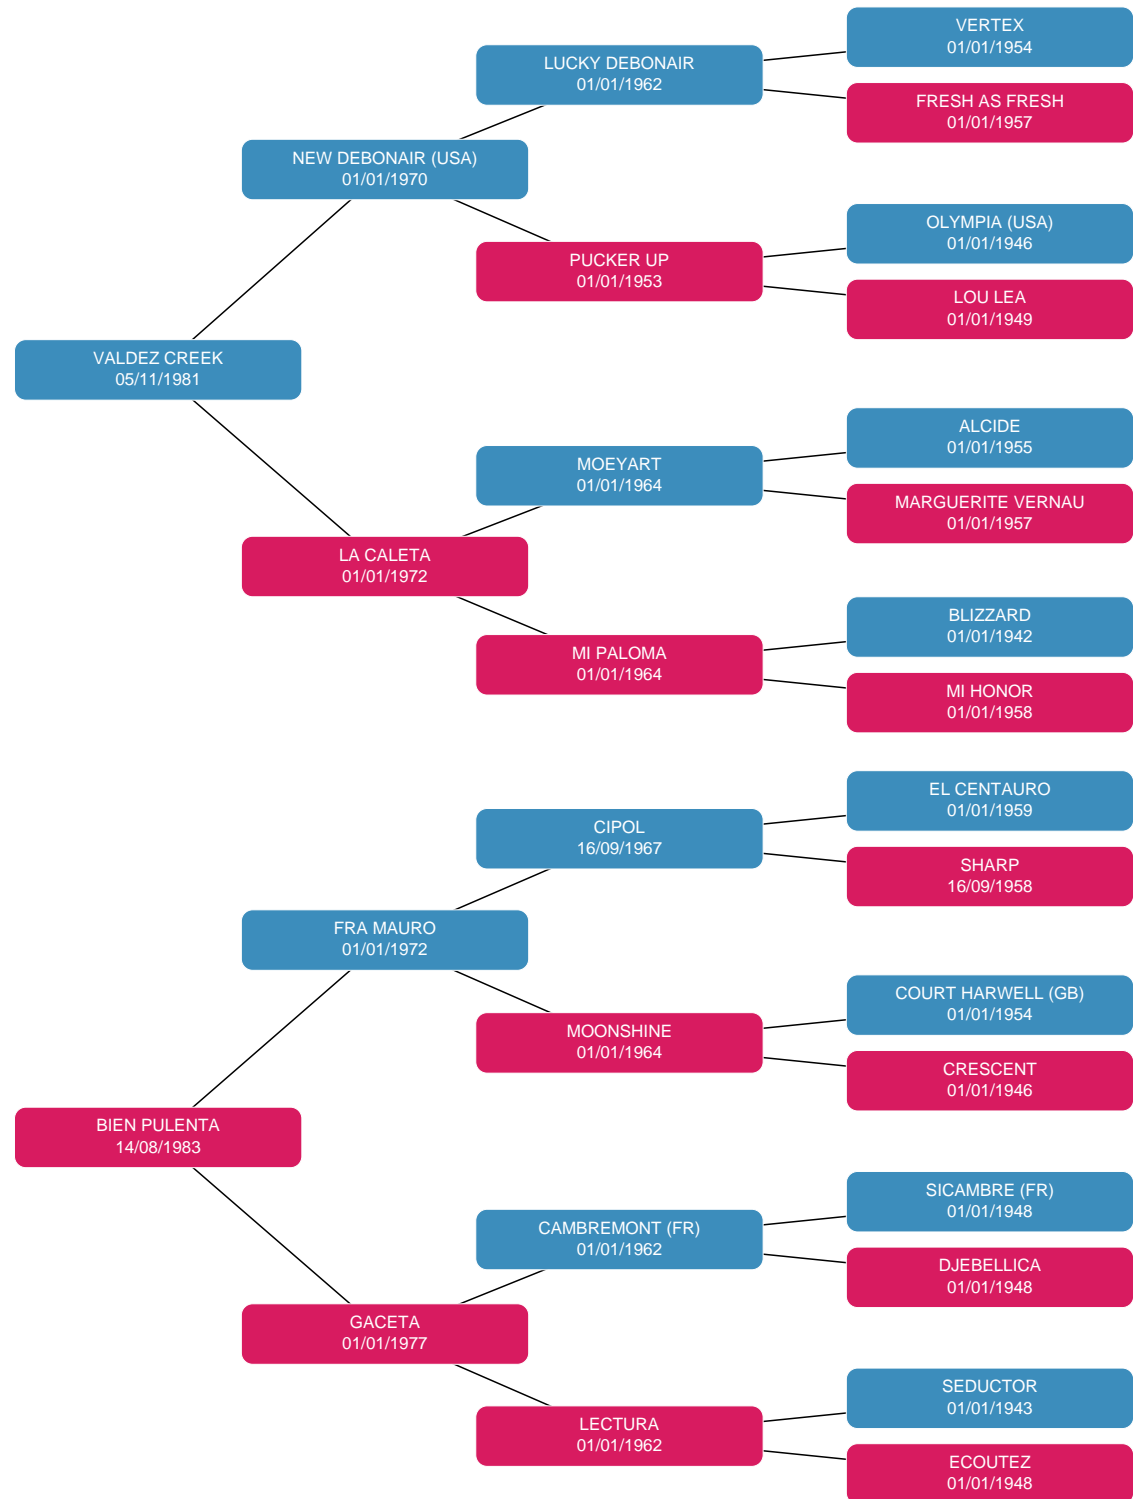 VERTEX
01/01/1954
LUCKY DEBONAIR
01/01/1962
FRESH AS FRESH
01/01/1957
NEW DEBONAIR (USA)
01/01/1970
OLYMPIA (USA)
01/01/1946
PUCKER UP
01/01/1953
LOU LEA
01/01/1949
VALDEZ CREEK
05/11/1981
ALCIDE
01/01/1955
MOEYART
01/01/1964
MARGUERITE VERNAU
01/01/1957
LA CALETA
01/01/1972
BLIZZARD
01/01/1942
MI PALOMA
01/01/1964
MI HONOR
01/01/1958
EL CENTAURO
01/01/1959
CIPOL
16/09/1967
SHARP
16/09/1958
FRA MAURO
01/01/1972
COURT HARWELL (GB)
01/01/1954
MOONSHINE
01/01/1964
CRESCENT
01/01/1946
BIEN PULENTA
14/08/1983
SICAMBRE (FR)
01/01/1948
CAMBREMONT (FR)
01/01/1962
DJEBELLICA
01/01/1948
GACETA
01/01/1977
SEDUCTOR
01/01/1943
LECTURA
01/01/1962
ECOUTEZ
01/01/1948